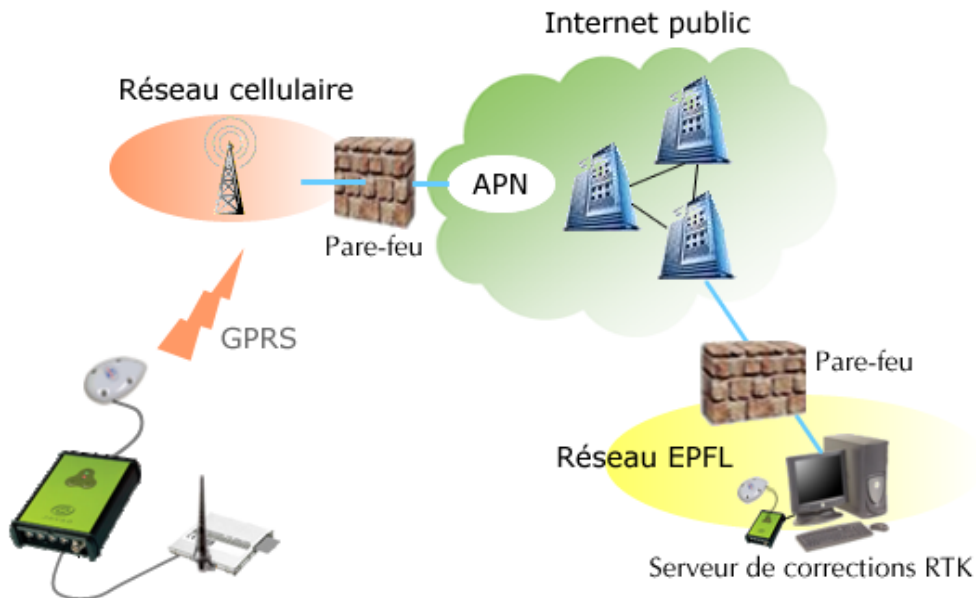 Internet public
Réseau cellulaire
APN
Pare-feu
GPRS
Pare-feu
Réseau EPFL
Serveur de corrections RTK